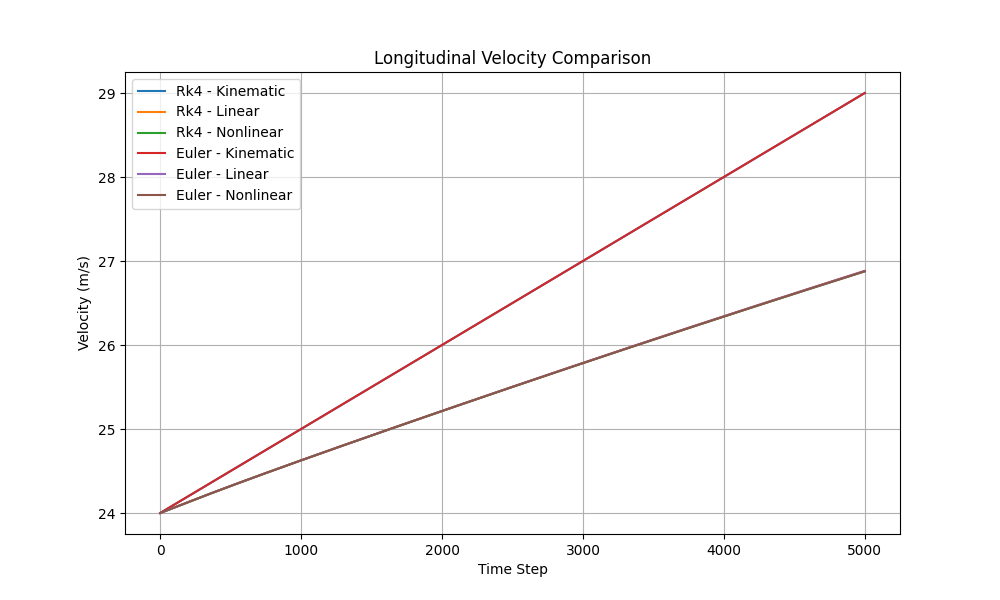 Longitudinal Velocity Comparison
Rk4 - Kinematic
Rk4 - Linear
Rk4 - Nonlinear
Euler - Kinematic
Euler - Linear
Euler - Nonlinear
29
28
27
26
25
24
Velocity (m/s)
0 1000 2000 3000 4000 5000
Time Step